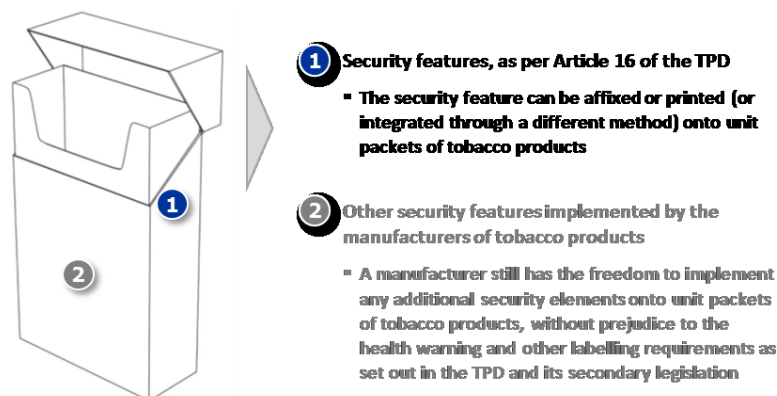 1 Security features, as per Article 16 of the TPD
▪ The security feature can be affixed or printed (or
integrated through a different method) onto unit
packets of tobacco products
1
2 Other security features implemented by the
manufacturers of tobacco products
2
▪ A manufacturer still has the freedom to implement
any additional security elements onto unit packets
of tobacco products, without prejudice to the
health warning and other labelling requirements as
set out in the TPD and its secondary legislation